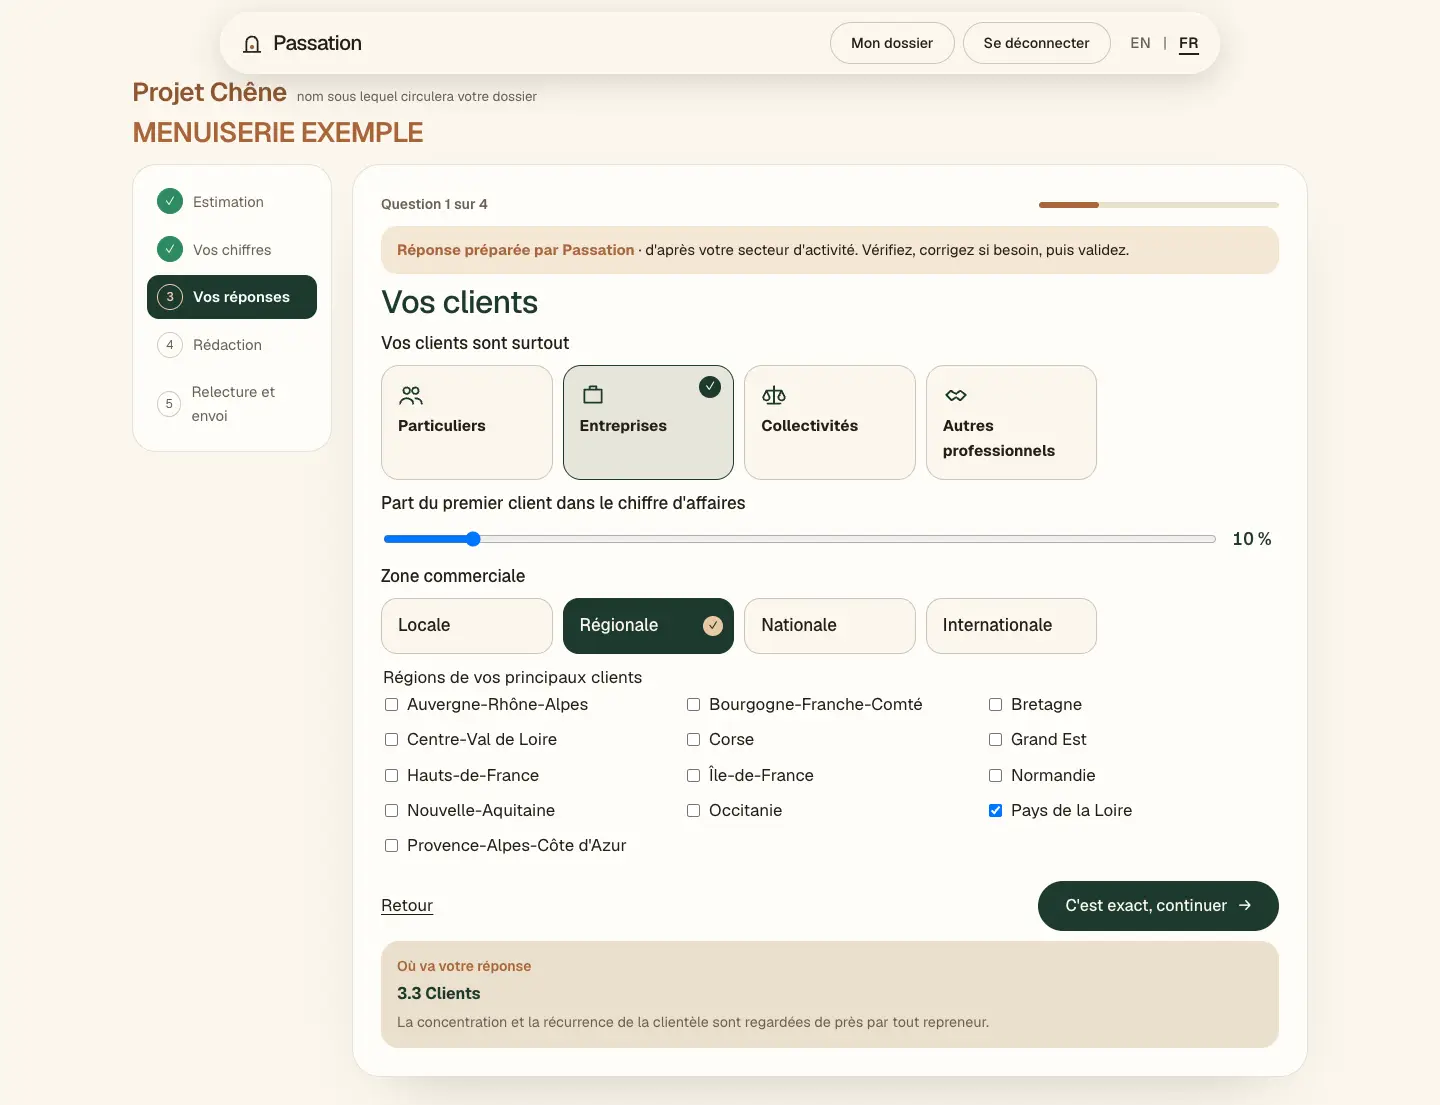 Passation
Mon dossier
Se déconnecter
EN | FR
Projet Chêne nom sous lequel circulera votre dossier
MENUISERIE EXEMPLE
Estimation
Vos chiffres
3 Vos réponses
4 Rédaction
5 Relecture et
envoi
Question 1 sur 4
Réponse préparée par Passation · d'après votre secteur d'activité. Vérifiez, corrigez si besoin, puis validez.
Vos clients
Vos clients sont surtout
Particuliers
Entreprises
Collectivités
Autres
professionnels
Part du premier client dans le chiffre d'affaires
10 %
Zone commerciale
Locale
Régionale
Nationale
Internationale
Régions de vos principaux clients
Auvergne-Rhône-Alpes
Bourgogne-Franche-Comté
Bretagne
Centre-Val de Loire
Corse
Grand Est
Hauts-de-France
Île-de-France
Normandie
Nouvelle-Aquitaine
Occitanie
Pays de la Loire
Provence-Alpes-Côte d'Azur
Retour
C'est exact, continuer →
Où va votre réponse
3.3 Clients
La concentration et la récurrence de la clientèle sont regardées de près par tout repreneur.